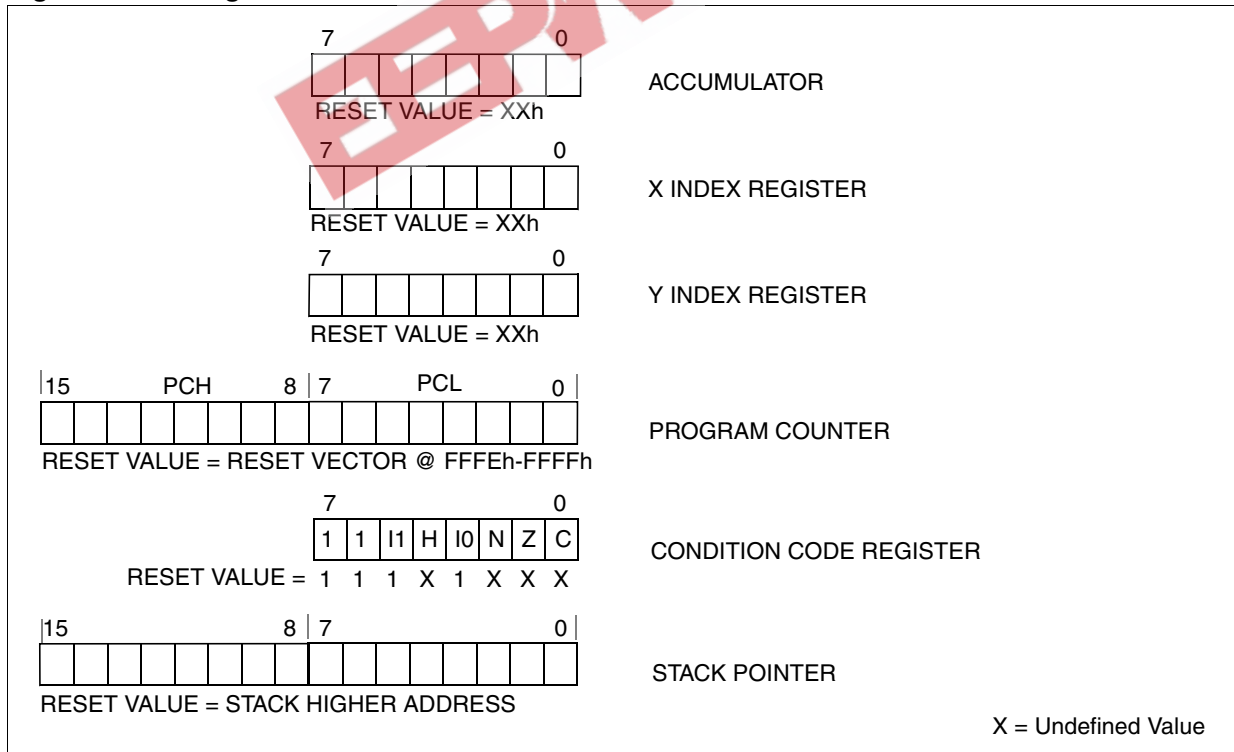 7 0
ACCUMULATOR
RESET VALUE = XXh
7 0
X INDEX REGISTER
RESET VALUE = XXh
7 0
Y INDEX REGISTER
RESET VALUE = XXh
15 PCH 8 7 PCL 0
PROGRAM COUNTER
RESET VALUE = RESET VECTOR @ FFFEh-FFFFh
7 0
1 1 I1 H I0 N Z C
CONDITION CODE REGISTER
RESET VALUE = 1 1 1 X 1 X X X
15 8 7 0
STACK POINTER
RESET VALUE = STACK HIGHER ADDRESS
X = Undefined Value